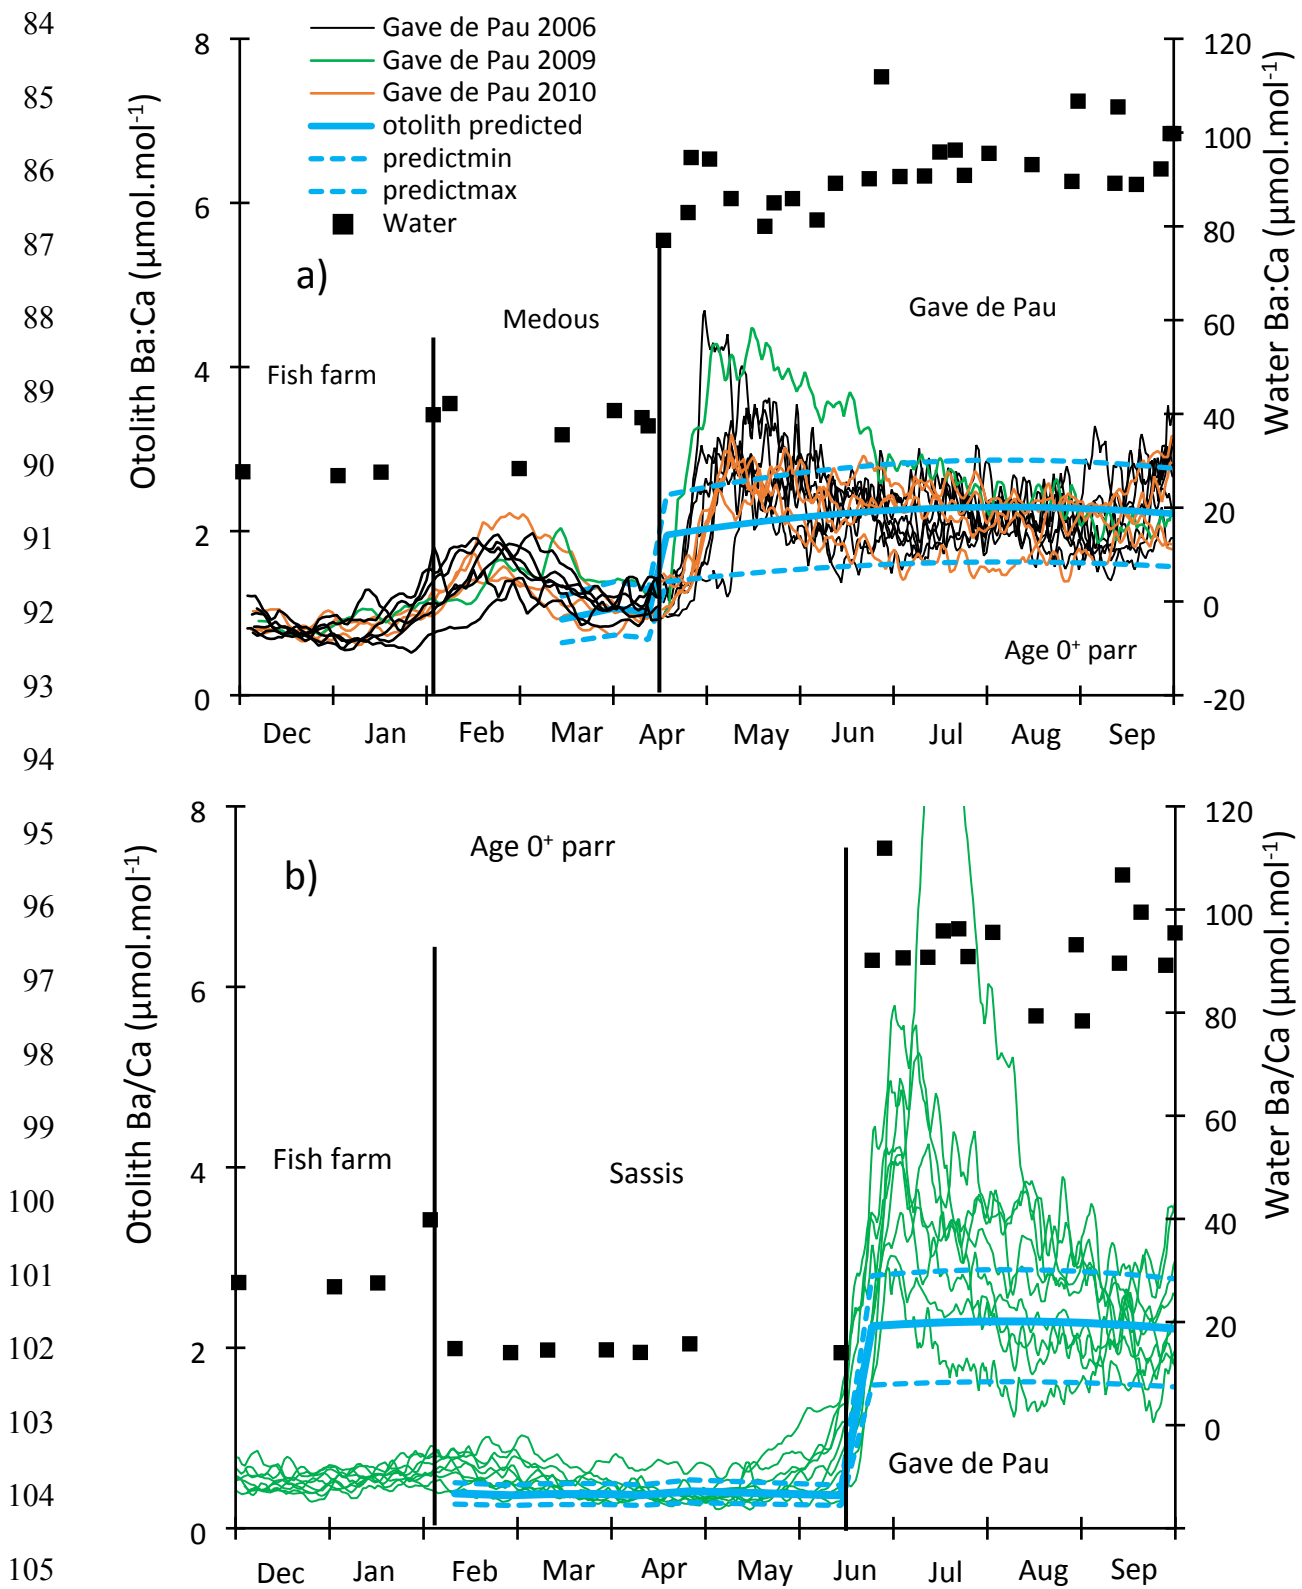 84
85
86
87
88
89
90
91
92
93
94
95
96
97
98
99
100
101
102
103
104
105
Gave de Pau 2006
Gave de Pau 2009
Gave de Pau 2010
otolith predicted
predictmin
predictmax
Water
a)
Otolith Ba:Ca (µmol.mol⁻¹)
8
6
4
2
0
Water Ba:Ca (µmol.mol⁻¹)
120
100
80
60
40
20
0
-20
Fish farm
Medous
Gave de Pau
Age 0⁺ parr
Dec Jan Feb Mar Apr May Jun Jul Aug Sep
b)
Age 0⁺ parr
Otolith Ba/Ca (µmol.mol⁻¹)
8
6
4
2
0
Water Ba/Ca (µmol.mol⁻¹)
120
100
80
60
40
20
0
Fish farm
Sassis
Gave de Pau
Dec Jan Feb Mar Apr May Jun Jul Aug Sep